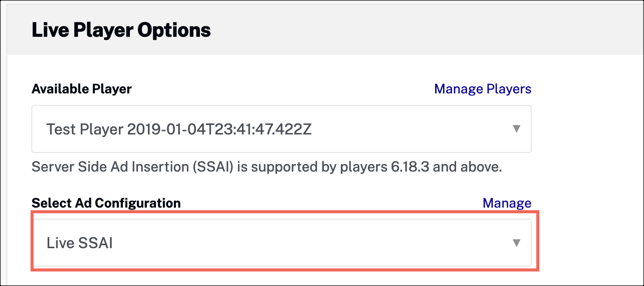 Live Player Options
Available Player Manage Players
Test Player 2019-01-04T23:41:47.422Z
Server Side Ad Insertion (SSAI) is supported by players 6.18.3 and above.
Select Ad Configuration Manage
Live SSAI